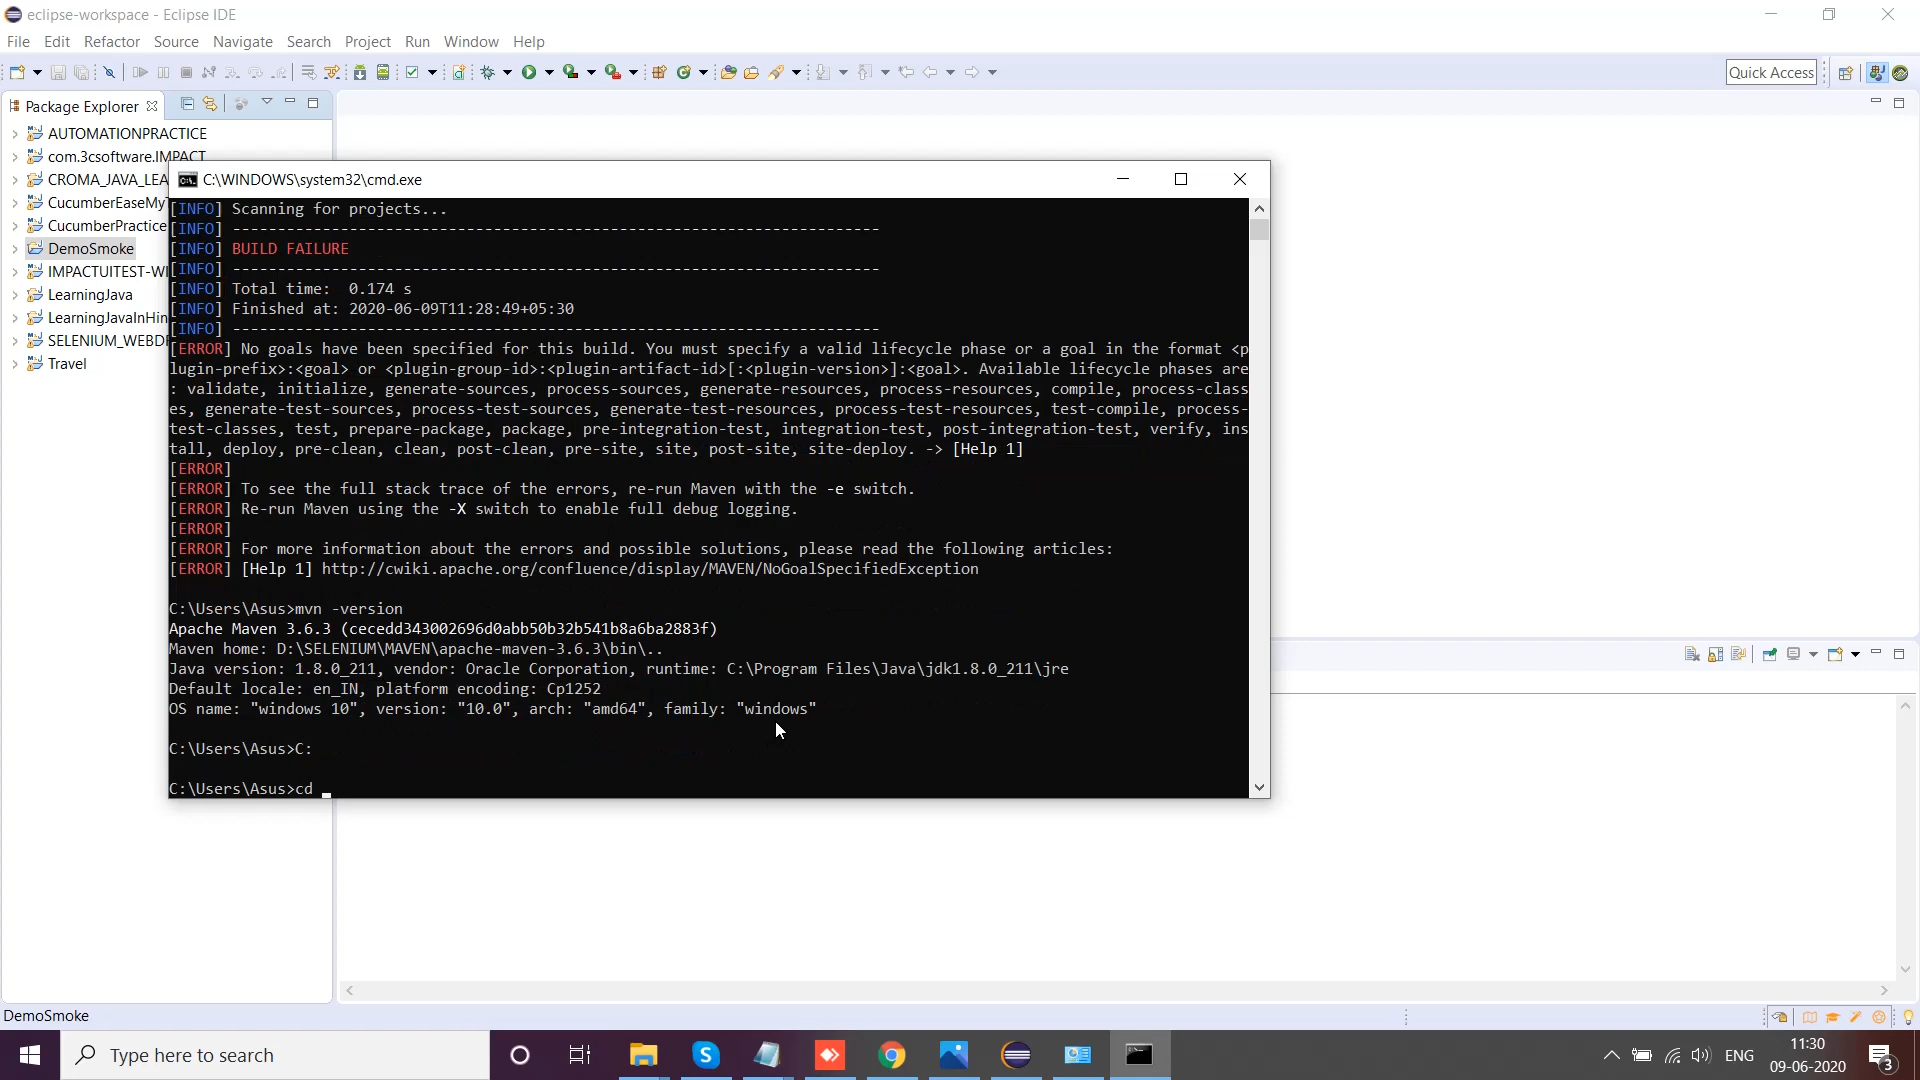 eclipse-workspace - Eclipse IDE
File Edit Refactor Source Navigate Search Project Run Window Help
Quick Access
Package Explorer
AUTOMATIONPRACTICE
com.3csoftware.IMPACT
CROMA_JAVA_LEA
CucumberEaseMy
CucumberPractice
DemoSmoke
IMPACTUITEST-WI
LearningJava
LearningJavaInHin
SELENIUM_WEBDR
Travel
C:\WINDOWS\system32\cmd.exe
[INFO] Scanning for projects...
[INFO] ------------------------------------------------------------------------
[INFO] BUILD FAILURE
[INFO] ------------------------------------------------------------------------
[INFO] Total time:  0.174 s
[INFO] Finished at: 2020-06-09T11:28:49+05:30
[INFO] ------------------------------------------------------------------------
[ERROR] No goals have been specified for this build. You must specify a valid lifecycle phase or a goal in the format <p
lugin-prefix>:<goal> or <plugin-group-id>:<plugin-artifact-id>[:<plugin-version>]:<goal>. Available lifecycle phases are
: validate, initialize, generate-sources, process-sources, generate-resources, process-resources, compile, process-class
es, generate-test-sources, process-test-sources, generate-test-resources, process-test-resources, test-compile, process-
test-classes, test, prepare-package, package, pre-integration-test, integration-test, post-integration-test, verify, ins
tall, deploy, pre-clean, clean, post-clean, pre-site, site, post-site, site-deploy. -> [Help 1]
[ERROR]
[ERROR] To see the full stack trace of the errors, re-run Maven with the -e switch.
[ERROR] Re-run Maven using the -X switch to enable full debug logging.
[ERROR]
[ERROR] For more information about the errors and possible solutions, please read the following articles:
[ERROR] [Help 1] http://cwiki.apache.org/confluence/display/MAVEN/NoGoalSpecifiedException
C:\Users\Asus>mvn -version
Apache Maven 3.6.3 (cecedd343002696d0abb50b32b541b8a6ba2883f)
Maven home: D:\SELENIUM\MAVEN\apache-maven-3.6.3\bin\..
Java version: 1.8.0_211, vendor: Oracle Corporation, runtime: C:\Program Files\Java\jdk1.8.0_211\jre
Default locale: en_IN, platform encoding: Cp1252
OS name: "windows 10", version: "10.0", arch: "amd64", family: "windows"
C:\Users\Asus>C:
C:\Users\Asus>cd _
DemoSmoke
Type here to search
ENG
11:30
09-06-2020
3